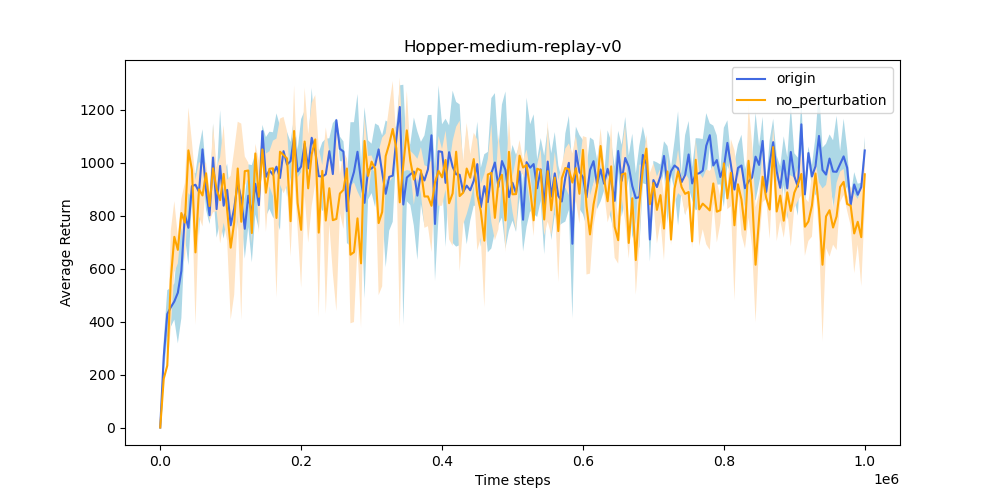 Hopper-medium-replay-v0
origin
no_perturbation
Average Return
1200
1000
800
600
400
200
0
0.0 0.2 0.4 0.6 0.8 1.0
1e6
Time steps